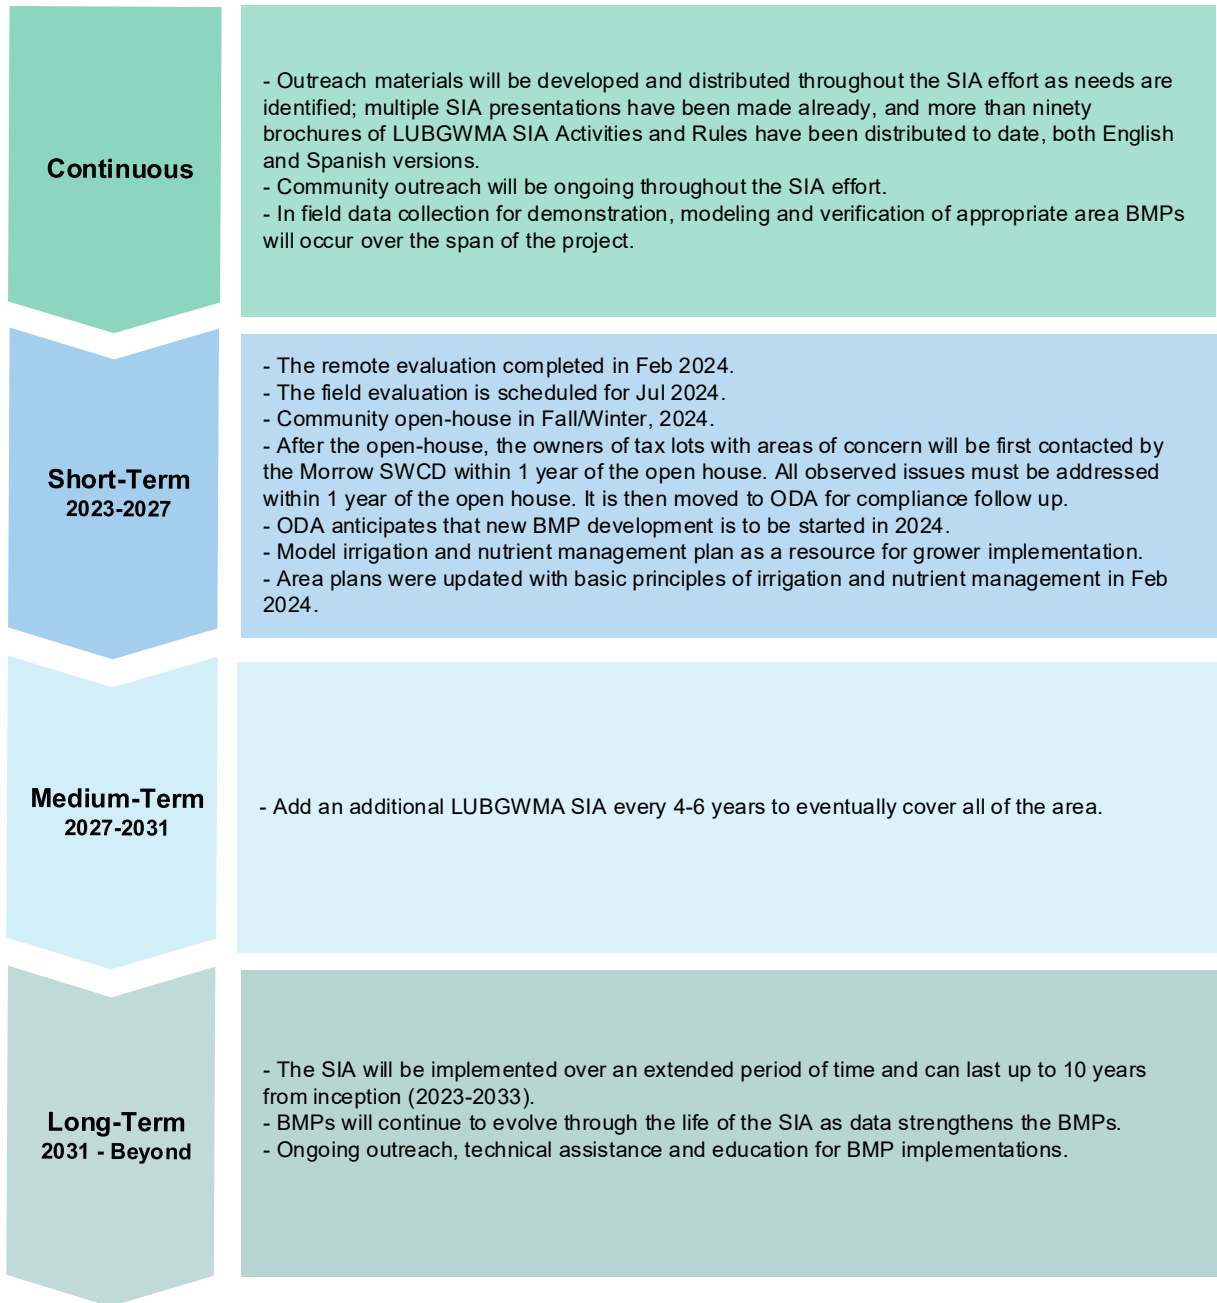 Continuous
- Outreach materials will be developed and distributed throughout the SIA effort as needs are
identified; multiple SIA presentations have been made already, and more than ninety
brochures of LUBGWMA SIA Activities and Rules have been distributed to date, both English
and Spanish versions.
- Community outreach will be ongoing throughout the SIA effort.
- In field data collection for demonstration, modeling and verification of appropriate area BMPs
will occur over the span of the project.
Short-Term
2023-2027
- The remote evaluation completed in Feb 2024.
- The field evaluation is scheduled for Jul 2024.
- Community open-house in Fall/Winter, 2024.
- After the open-house, the owners of tax lots with areas of concern will be first contacted by
the Morrow SWCD within 1 year of the open house. All observed issues must be addressed
within 1 year of the open house. It is then moved to ODA for compliance follow up.
- ODA anticipates that new BMP development is to be started in 2024.
- Model irrigation and nutrient management plan as a resource for grower implementation.
- Area plans were updated with basic principles of irrigation and nutrient management in Feb
2024.
Medium-Term
2027-2031
- Add an additional LUBGWMA SIA every 4-6 years to eventually cover all of the area.
Long-Term
2031 - Beyond
- The SIA will be implemented over an extended period of time and can last up to 10 years
from inception (2023-2033).
- BMPs will continue to evolve through the life of the SIA as data strengthens the BMPs.
- Ongoing outreach, technical assistance and education for BMP implementations.